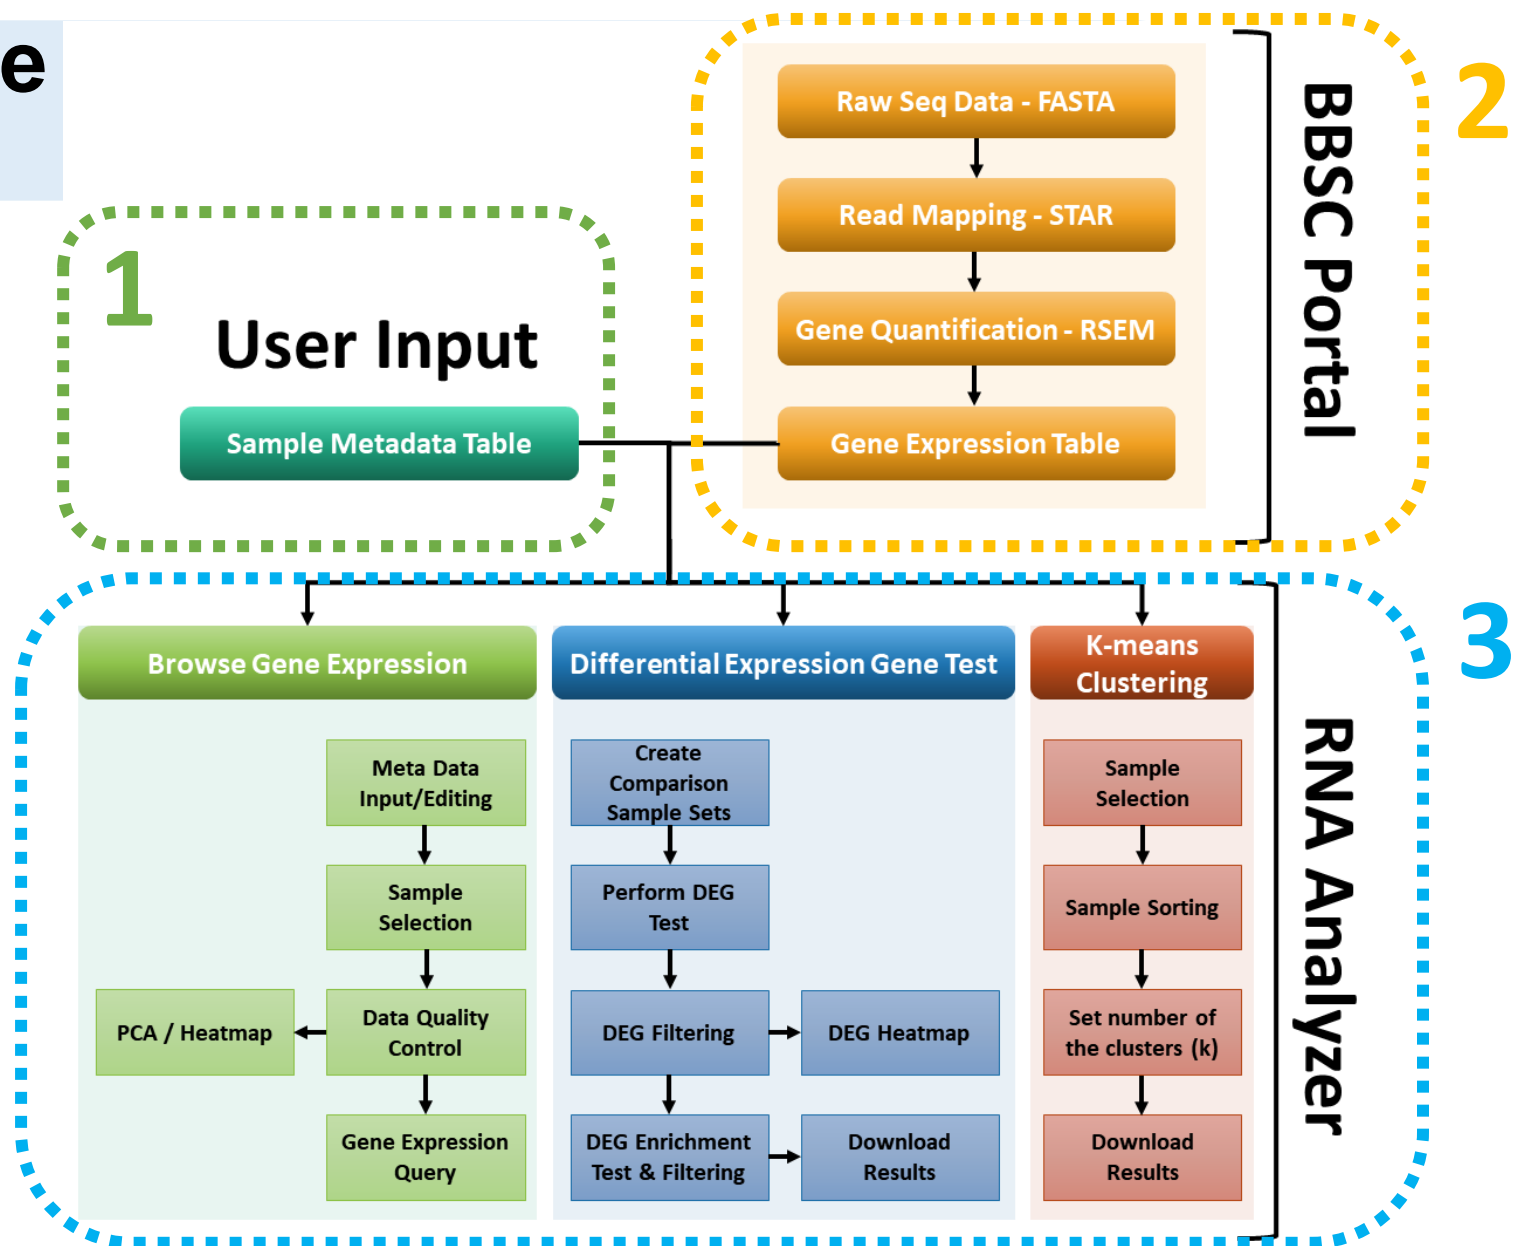 e
1
User Input
Sample Metadata Table
2
BBSC Portal
Raw Seq Data - FASTA
Read Mapping - STAR
Gene Quantification - RSEM
Gene Expression Table
3
RNA Analyzer
Browse Gene Expression
Meta Data
Input/Editing
Sample
Selection
Data Quality
Control
PCA / Heatmap
Gene Expression
Query
Differential Expression Gene Test
Create
Comparison
Sample Sets
Perform DEG
Test
DEG Filtering
DEG Heatmap
DEG Enrichment
Test & Filtering
Download
Results
K-means
Clustering
Sample
Selection
Sample Sorting
Set number of
the clusters (k)
Download
Results